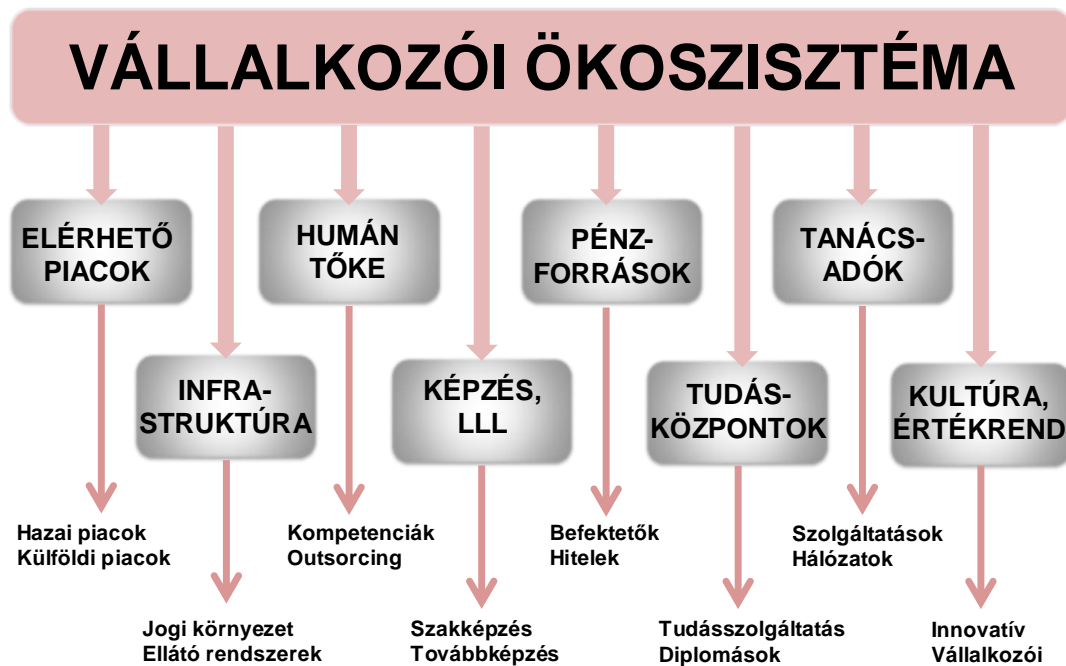 VÁLLALKOZÓI ÖKOSZISZTÉMA
ELÉRHETŐ
PIACOK
HUMÁN
TŐKE
PÉNZ-
FORRÁSOK
TANÁCS-
ADÓK
INFRA-
STRUKTÚRA
KÉPZÉS,
LLL
TUDÁS-
KÖZPONTOK
KULTÚRA,
ÉRTÉKREND
Hazai piacok
Külföldi piacok
Kompetenciák
Outsorcing
Befektetők
Hitelek
Szolgáltatások
Hálózatok
Jogi környezet
Ellátó rendszerek
Szakképzés
Továbbképzés
Tudásszolgáltatás
Diplomások
Innovatív
Vállalkozói